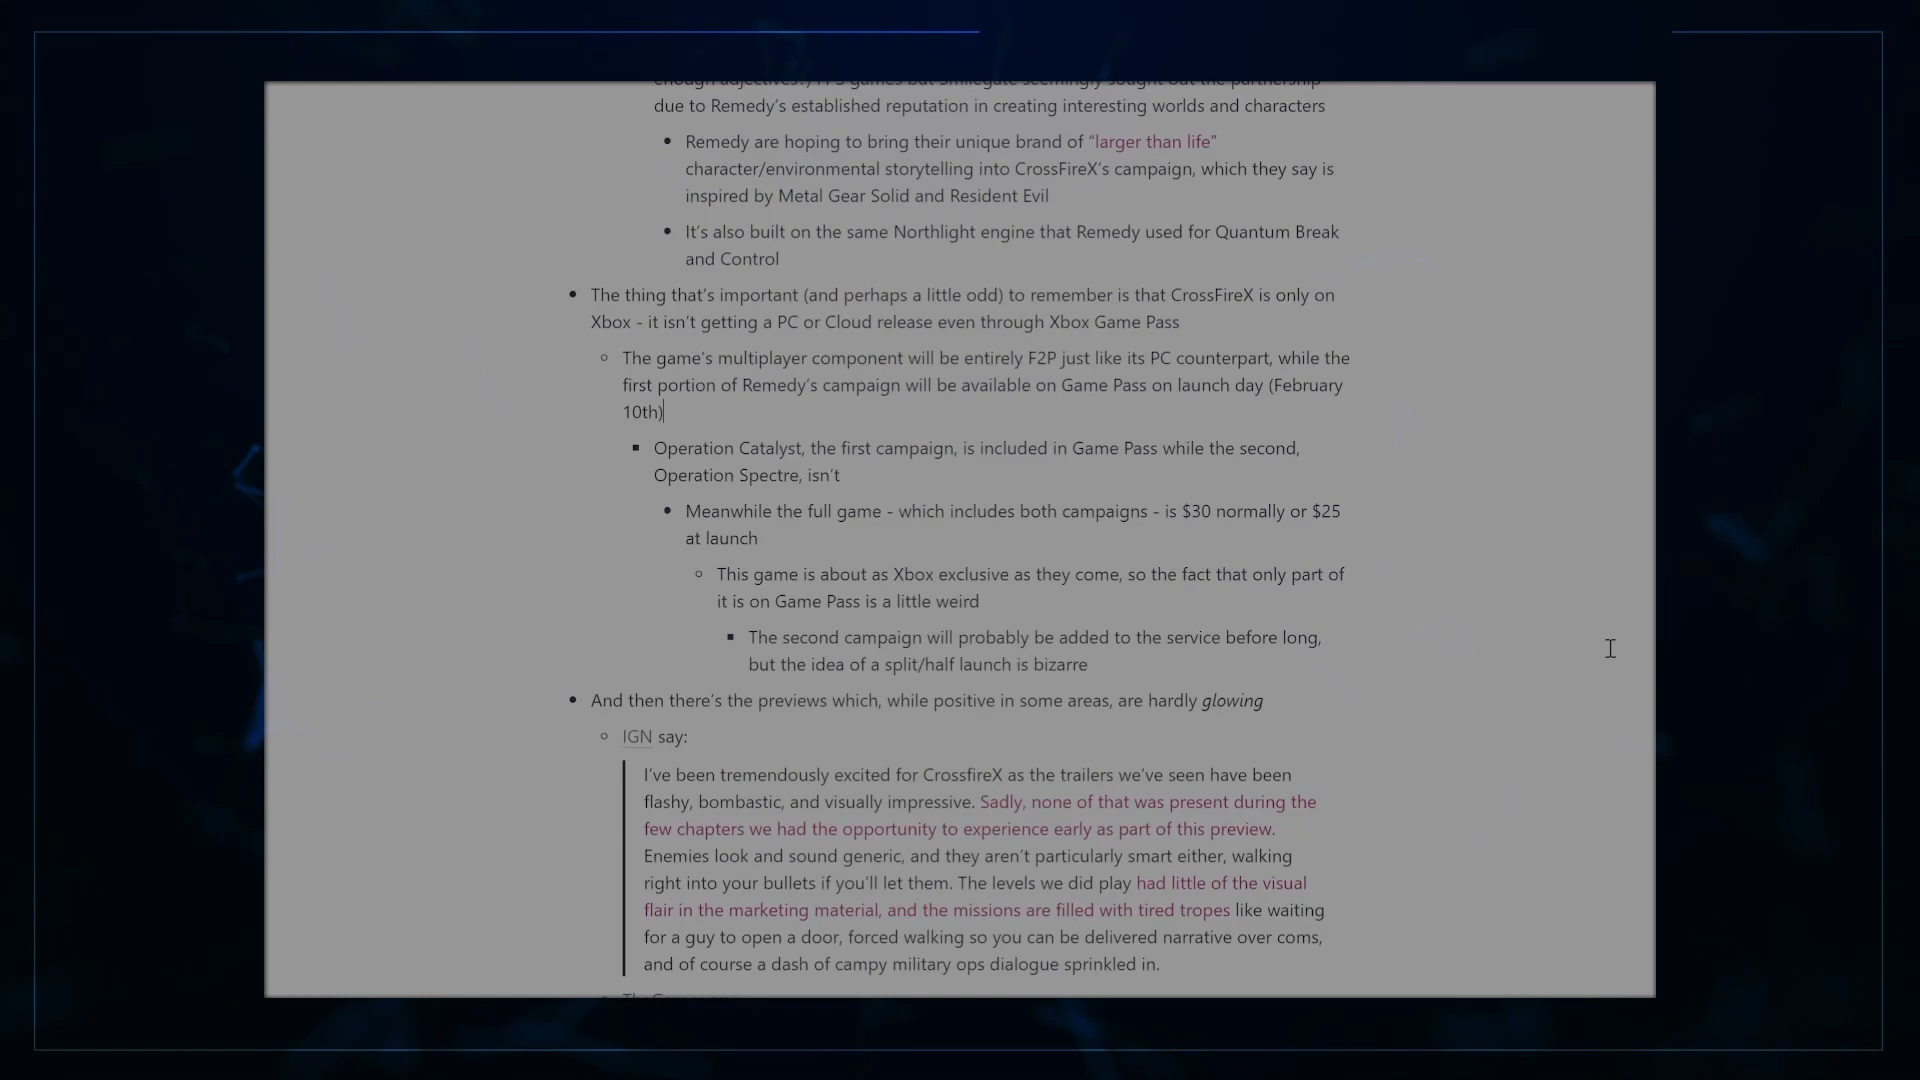 enough adjectives?) FPS games but Smilegate seemingly sought out the partnership
due to Remedy's established reputation in creating interesting worlds and characters
• Remedy are hoping to bring their unique brand of “larger than life”
character/environmental storytelling into CrossFireX's campaign, which they say is
inspired by Metal Gear Solid and Resident Evil
• It's also built on the same Northlight engine that Remedy used for Quantum Break
and Control
• The thing that's important (and perhaps a little odd) to remember is that CrossFireX is only on
Xbox - it isn't getting a PC or Cloud release even through Xbox Game Pass
◦ The game's multiplayer component will be entirely F2P just like its PC counterpart, while the
first portion of Remedy's campaign will be available on Game Pass on launch day (February
10th)
▪ Operation Catalyst, the first campaign, is included in Game Pass while the second,
Operation Spectre, isn't
• Meanwhile the full game - which includes both campaigns - is $30 normally or $25
at launch
◦ This game is about as Xbox exclusive as they come, so the fact that only part of
it is on Game Pass is a little weird
▪ The second campaign will probably be added to the service before long,
but the idea of a split/half launch is bizarre
• And then there's the previews which, while positive in some areas, are hardly glowing
◦ IGN say:
I've been tremendously excited for CrossfireX as the trailers we've seen have been
flashy, bombastic, and visually impressive. Sadly, none of that was present during the
few chapters we had the opportunity to experience early as part of this preview.
Enemies look and sound generic, and they aren't particularly smart either, walking
right into your bullets if you'll let them. The levels we did play had little of the visual
flair in the marketing material, and the missions are filled with tired tropes like waiting
for a guy to open a door, forced walking so you can be delivered narrative over coms,
and of course a dash of campy military ops dialogue sprinkled in.